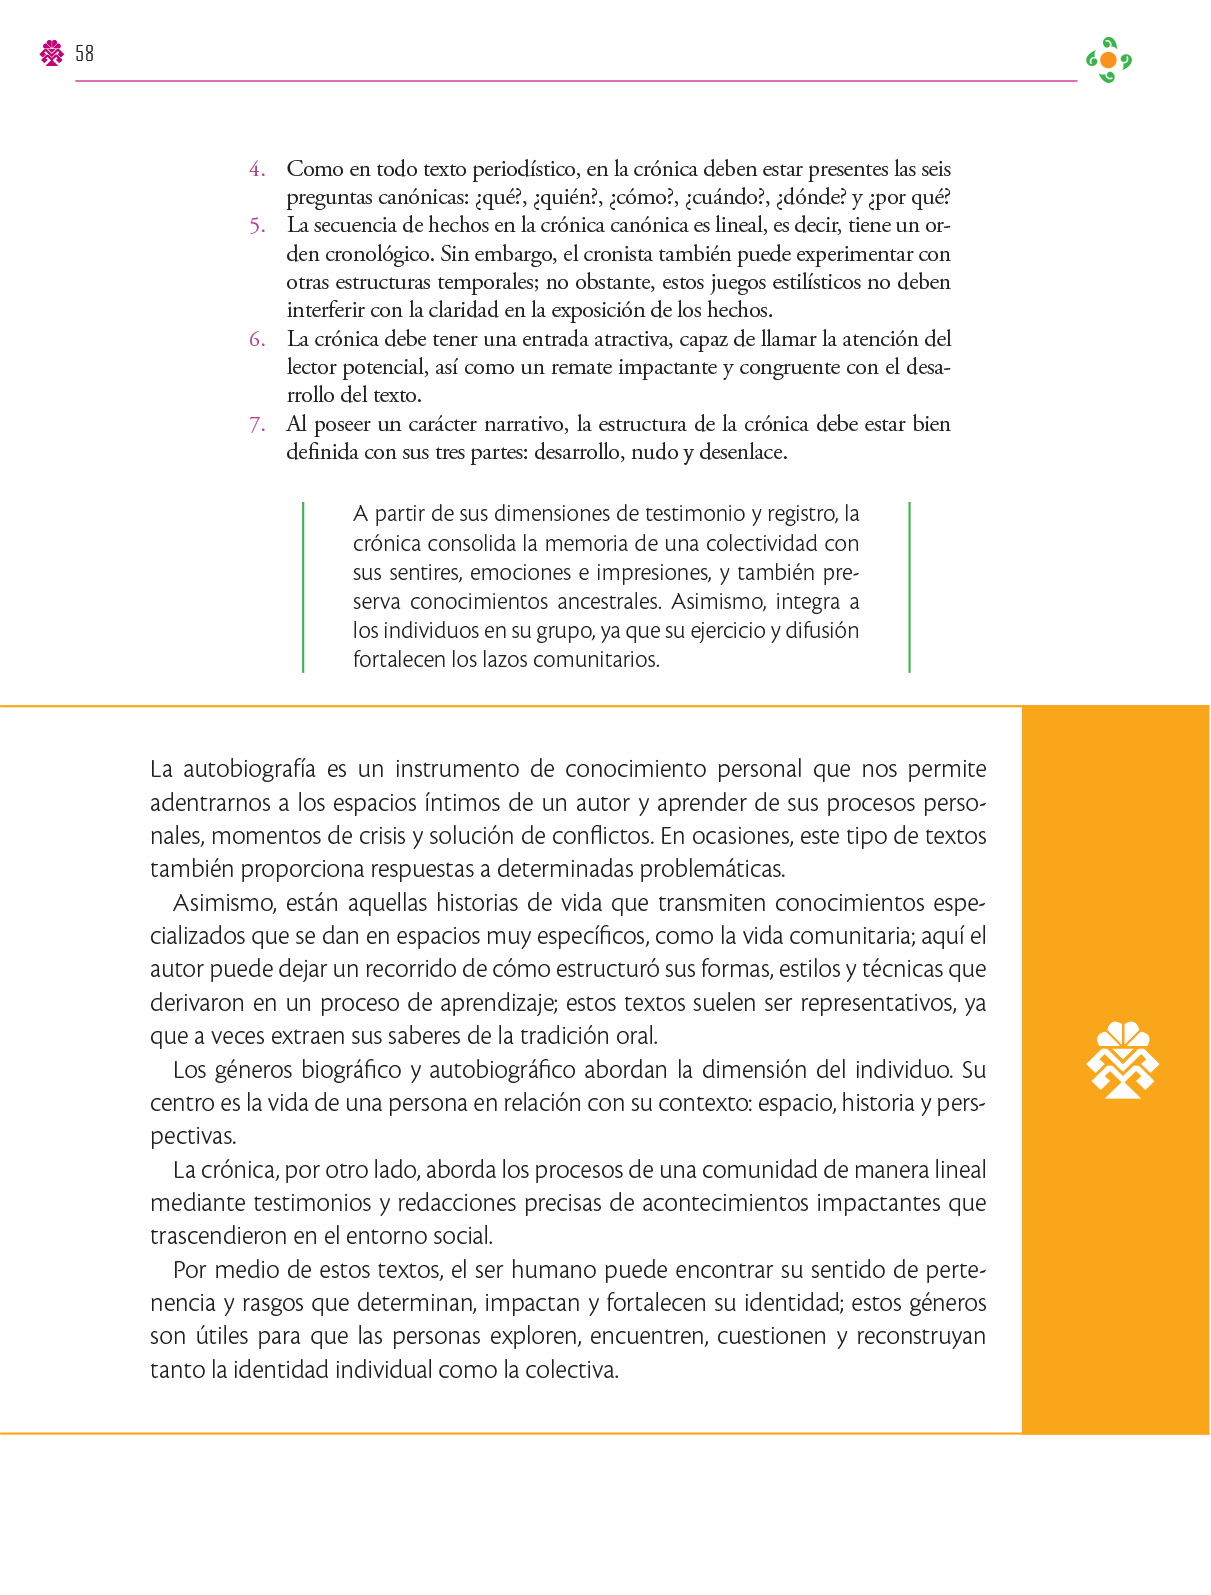 58
4. Como en todo texto periodístico, en la crónica deben estar presentes las seis
preguntas canónicas: ¿qué?, ¿quién?, ¿cómo?, ¿cuándo?, ¿dónde? y ¿por qué?
5. La secuencia de hechos en la crónica canónica es lineal, es decir, tiene un or-
den cronológico. Sin embargo, el cronista también puede experimentar con
otras estructuras temporales; no obstante, estos juegos estilísticos no deben
interferir con la claridad en la exposición de los hechos.
6. La crónica debe tener una entrada atractiva, capaz de llamar la atención del
lector potencial, así como un remate impactante y congruente con el desa-
rrollo del texto.
7. Al poseer un carácter narrativo, la estructura de la crónica debe estar bien
definida con sus tres partes: desarrollo, nudo y desenlace.
A partir de sus dimensiones de testimonio y registro, la
crónica consolida la memoria de una colectividad con
sus sentires, emociones e impresiones, y también pre-
serva conocimientos ancestrales. Asimismo, integra a
los individuos en su grupo, ya que su ejercicio y difusión
fortalecen los lazos comunitarios.
La autobiografía es un instrumento de conocimiento personal que nos permite
adentrarnos a los espacios íntimos de un autor y aprender de sus procesos perso-
nales, momentos de crisis y solución de conflictos. En ocasiones, este tipo de textos
también proporciona respuestas a determinadas problemáticas.
Asimismo, están aquellas historias de vida que transmiten conocimientos espe-
cializados que se dan en espacios muy específicos, como la vida comunitaria; aquí el
autor puede dejar un recorrido de cómo estructuró sus formas, estilos y técnicas que
derivaron en un proceso de aprendizaje; estos textos suelen ser representativos, ya
que a veces extraen sus saberes de la tradición oral.
Los géneros biográfico y autobiográfico abordan la dimensión del individuo. Su
centro es la vida de una persona en relación con su contexto: espacio, historia y pers-
pectivas.
La crónica, por otro lado, aborda los procesos de una comunidad de manera lineal
mediante testimonios y redacciones precisas de acontecimientos impactantes que
trascendieron en el entorno social.
Por medio de estos textos, el ser humano puede encontrar su sentido de perte-
nencia y rasgos que determinan, impactan y fortalecen su identidad; estos géneros
son útiles para que las personas exploren, encuentren, cuestionen y reconstruyan
tanto la identidad individual como la colectiva.